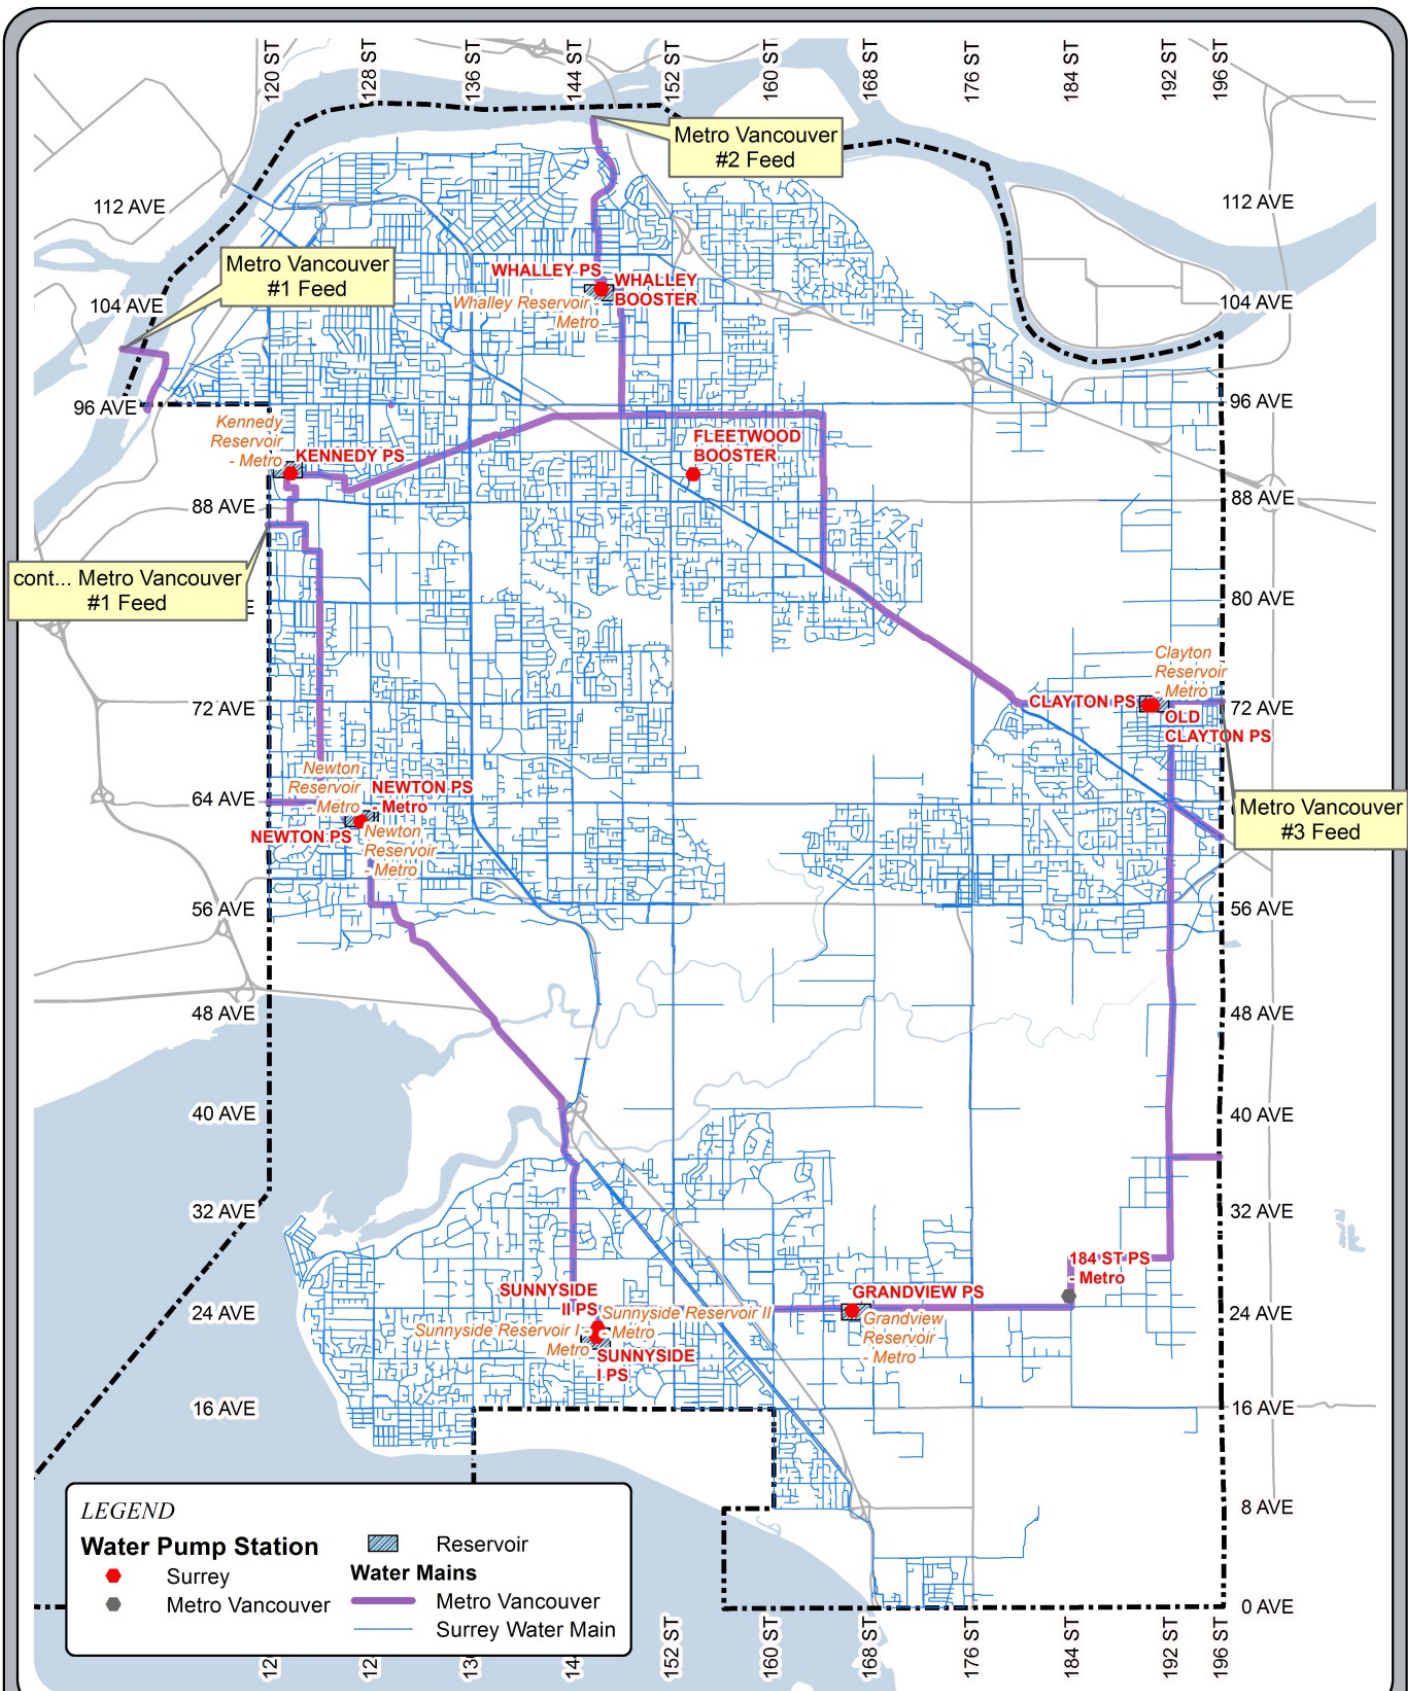 120 ST
128 ST
136 ST
144 ST
152 ST
160 ST
168 ST
176 ST
184 ST
192 ST
196 ST
Metro Vancouver
#2 Feed
112 AVE
112 AVE
Metro Vancouver
#1 Feed
WHALLEY PS
WHALLEY
BOOSTER
Whalley Reservoir -
Metro
104 AVE
104 AVE
96 AVE
96 AVE
Kennedy
Reservoir
- Metro
KENNEDY PS
FLEETWOOD
BOOSTER
88 AVE
88 AVE
cont... Metro Vancouver
#1 Feed
E
80 AVE
Clayton
Reservoir
- Metro
CLAYTON PS
OLD
CLAYTON PS
72 AVE
72 AVE
Newton
Reservoir
- Metro
NEWTON PS
- Metro
64 AVE
Metro Vancouver
#3 Feed
NEWTON PS
Newton
Reservoir
- Metro
56 AVE
56 AVE
48 AVE
48 AVE
40 AVE
40 AVE
32 AVE
32 AVE
184 ST PS
- Metro
SUNNYSIDE
II PS
GRANDVIEW PS
24 AVE
24 AVE
Sunnyside Reservoir II
- Metro
Sunnyside Reservoir I -
Metro
Grandview
Reservoir
- Metro
SUNNYSIDE
I PS
16 AVE
16 AVE
8 AVE
0 AVE
LEGEND
Water Pump Station
Surrey
Metro Vancouver
Reservoir
Water Mains
Metro Vancouver
Surrey Water Main
12
12
13
14
152 ST
160 ST
168 ST
176 ST
184 ST
192 ST
196 ST